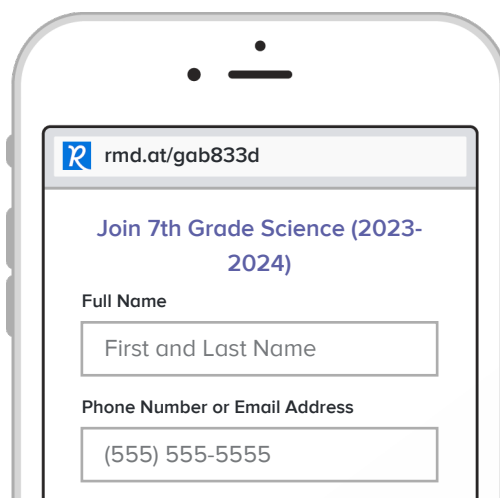 rmd.at/gab833d
Join 7th Grade Science (2023-
2024)
Full Name
First and Last Name
Phone Number or Email Address
(555) 555-5555